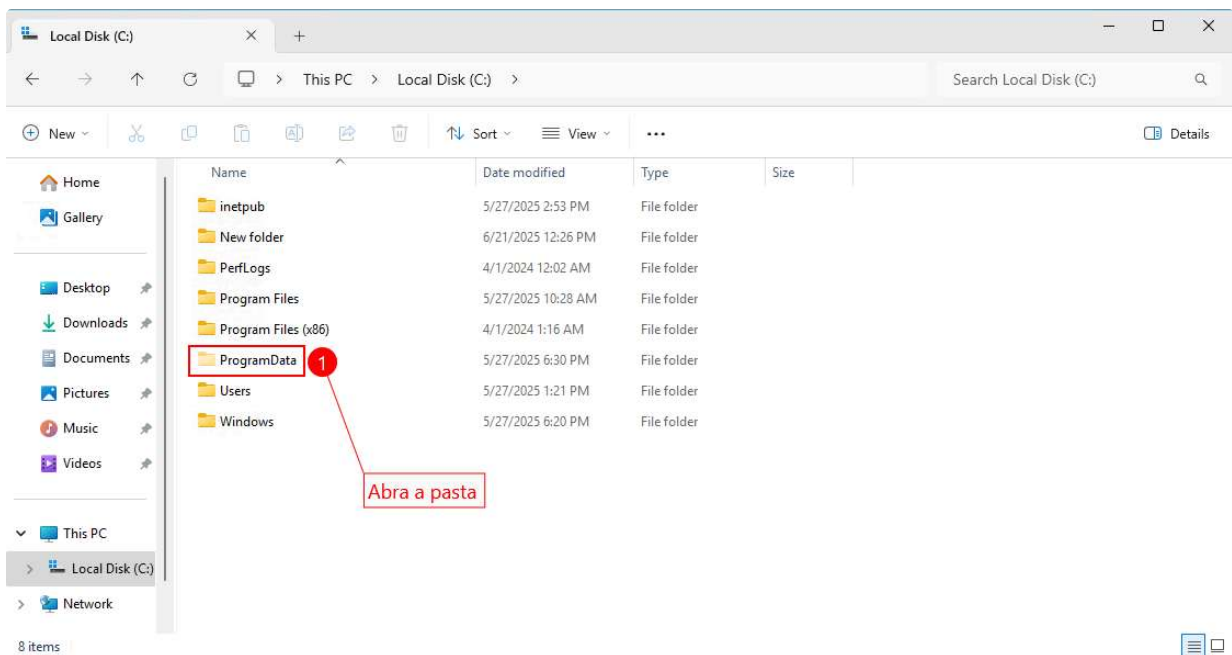 Local Disk (C:)
This PC > Local Disk (C:) >
Search Local Disk (C:)
New
Sort
View
Details
Home
Gallery
Desktop
Downloads
Documents
Pictures
Music
Videos
This PC
Local Disk (C:)
Network
Name Date modified Type Size
inetpub 5/27/2025 2:53 PM File folder
New folder 6/21/2025 12:26 PM File folder
PerfLogs 4/1/2024 12:02 AM File folder
Program Files 5/27/2025 10:28 AM File folder
Program Files (x86) 4/1/2024 1:16 AM File folder
ProgramData 1 5/27/2025 6:30 PM File folder
Users 5/27/2025 1:21 PM File folder
Windows 5/27/2025 6:20 PM File folder
Abra a pasta
8 items